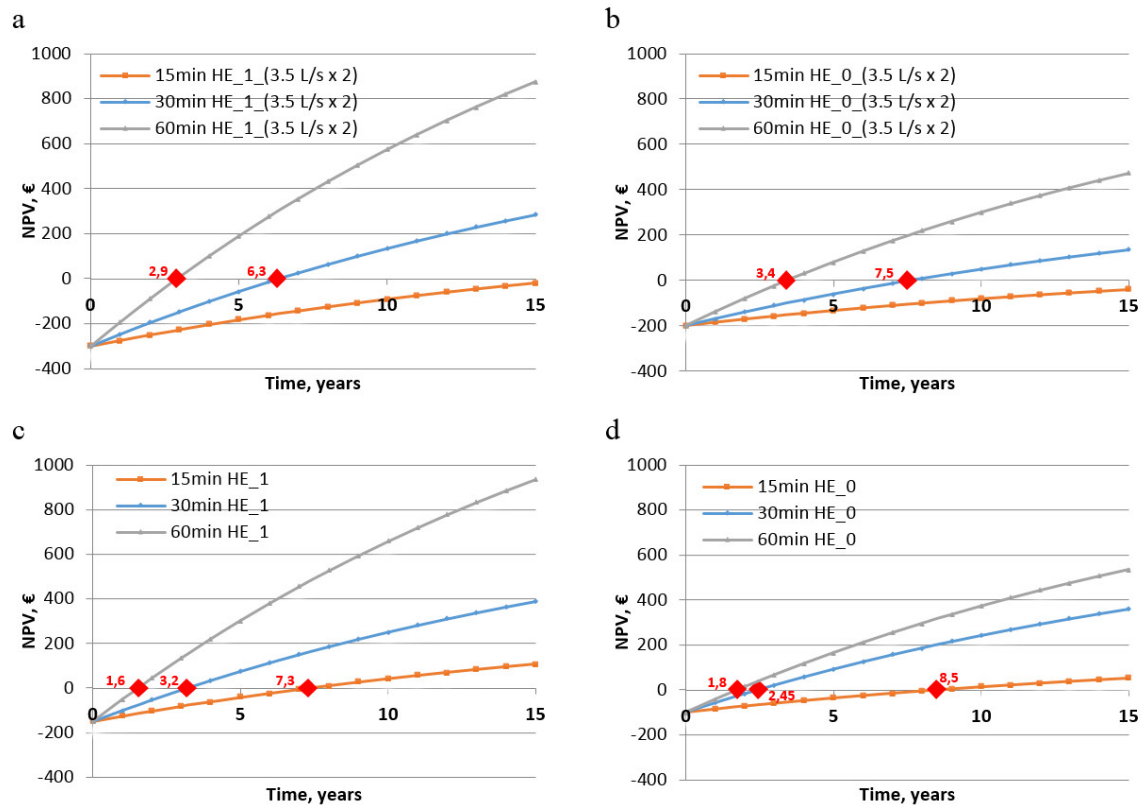 a
1000
800
600
400
200
0
-200
-400
NPV, €
15min HE_1_(3.5 L/s x 2)
30min HE_1_(3.5 L/s x 2)
60min HE_1_(3.5 L/s x 2)
2,9
6,3
0
5
10
15
Time, years
b
1000
800
600
400
200
0
-200
-400
NPV, €
15min HE_0_(3.5 L/s x 2)
30min HE_0_(3.5 L/s x 2)
60min HE_0_(3.5 L/s x 2)
3,4
7,5
0
5
10
15
Time, years
c
1000
800
600
400
200
0
-200
-400
NPV, €
15min HE_1
30min HE_1
60min HE_1
1,6
3,2
7,3
0
5
10
15
Time, years
d
1000
800
600
400
200
0
-200
-400
NPV, €
15min HE_0
30min HE_0
60min HE_0
1,8
2,45
8,5
0
5
10
15
Time, years